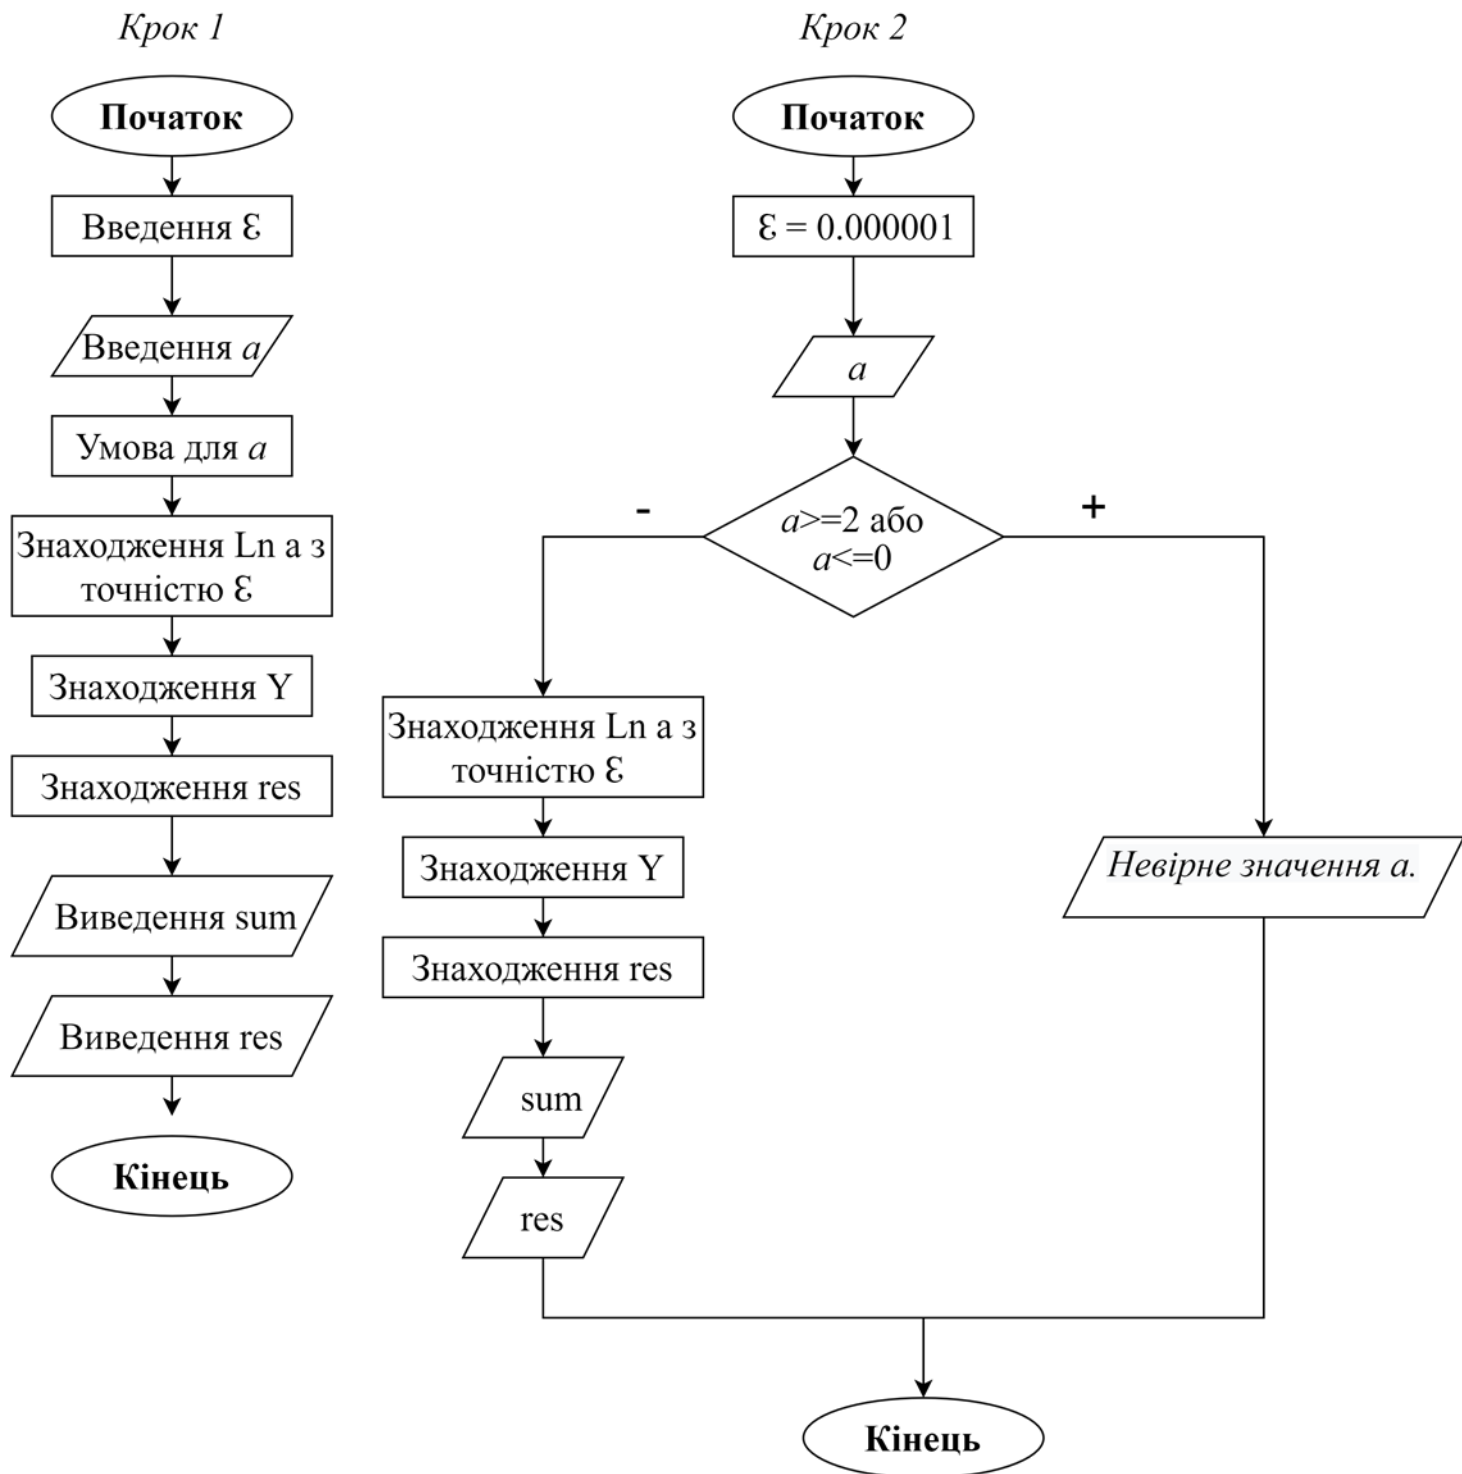 Крок 1
Початок
Введення Ɛ
Введення a
Умова для a
Знаходження Ln a з
точністю Ɛ
Знаходження Y
Знаходження res
Виведення sum
Виведення res
Кінець
Крок 2
Початок
Ɛ = 0.000001
a
a>=2 або
a<=0
-
+
Знаходження Ln a з
точністю Ɛ
Знаходження Y
Знаходження res
sum
res
Невірне значення a.
Кінець